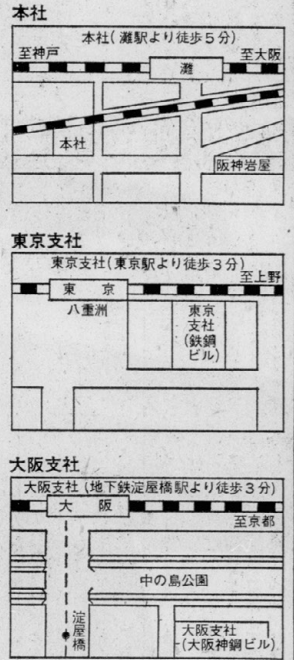 本社
本社(灘駅より徒歩5分)
至神戸
至大阪
灘
本社
阪神岩屋
東京支社
東京支社(東京駅より徒歩3分)
至上野
東京
八重洲
東京
支社
(鉄鋼
ビル)
大阪支社
大阪支社(地下鉄淀屋橋駅より徒歩3分)
大阪
至京都
中の島公園
淀屋橋
大阪支社
(大阪神鋼ビル)